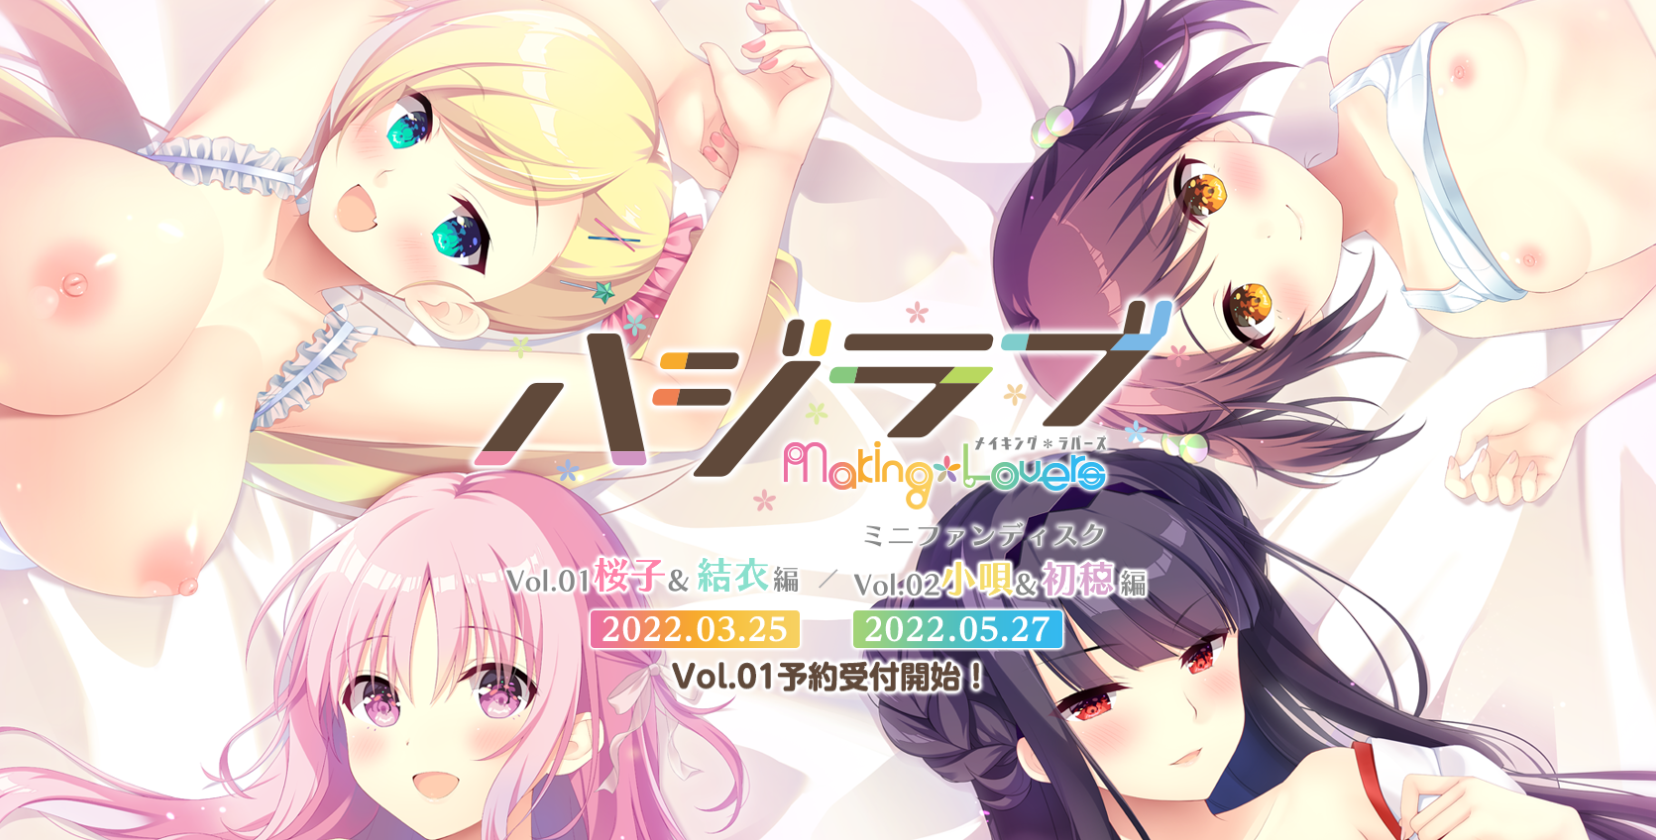 ハジラブ
メイキング＊ラバーズ
Making＊Lovers
ミニファンディスク
Vol.01桜子&結衣編 ／ Vol.02小唄&初穂編
2022.03.25 2022.05.27
Vol.01予約受付開始！